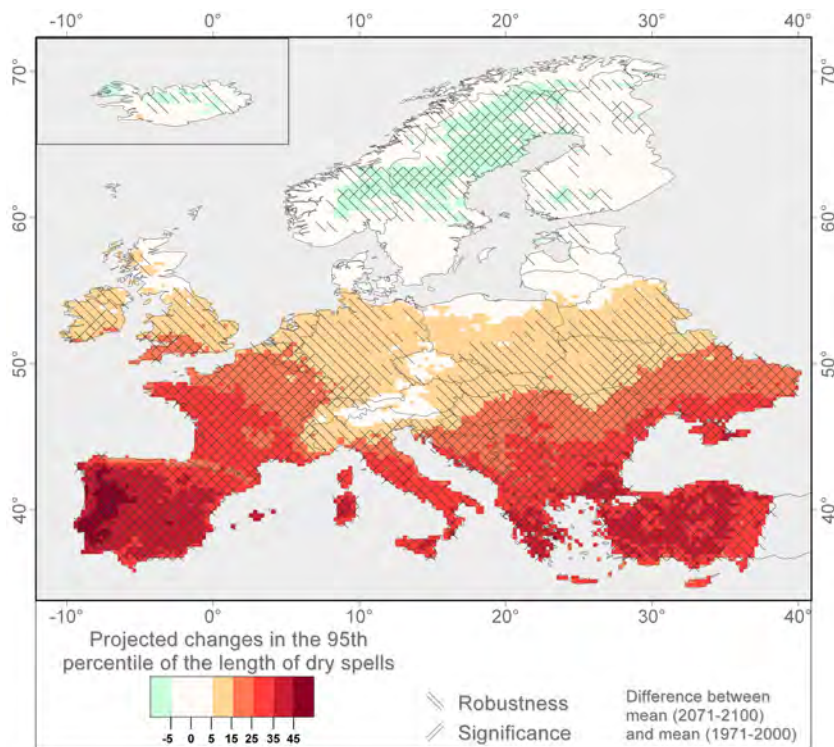 -10° 0° 10° 20° 30° 40°
70° 70°
60° 60°
50° 50°
40° 40°
-10° 0° 10° 20° 30° 40°
Projected changes in the 95th
percentile of the length of dry spells
-5 0 5 15 25 35 45
Robustness
Significance
Difference between
mean (2071-2100)
and mean (1971-2000)